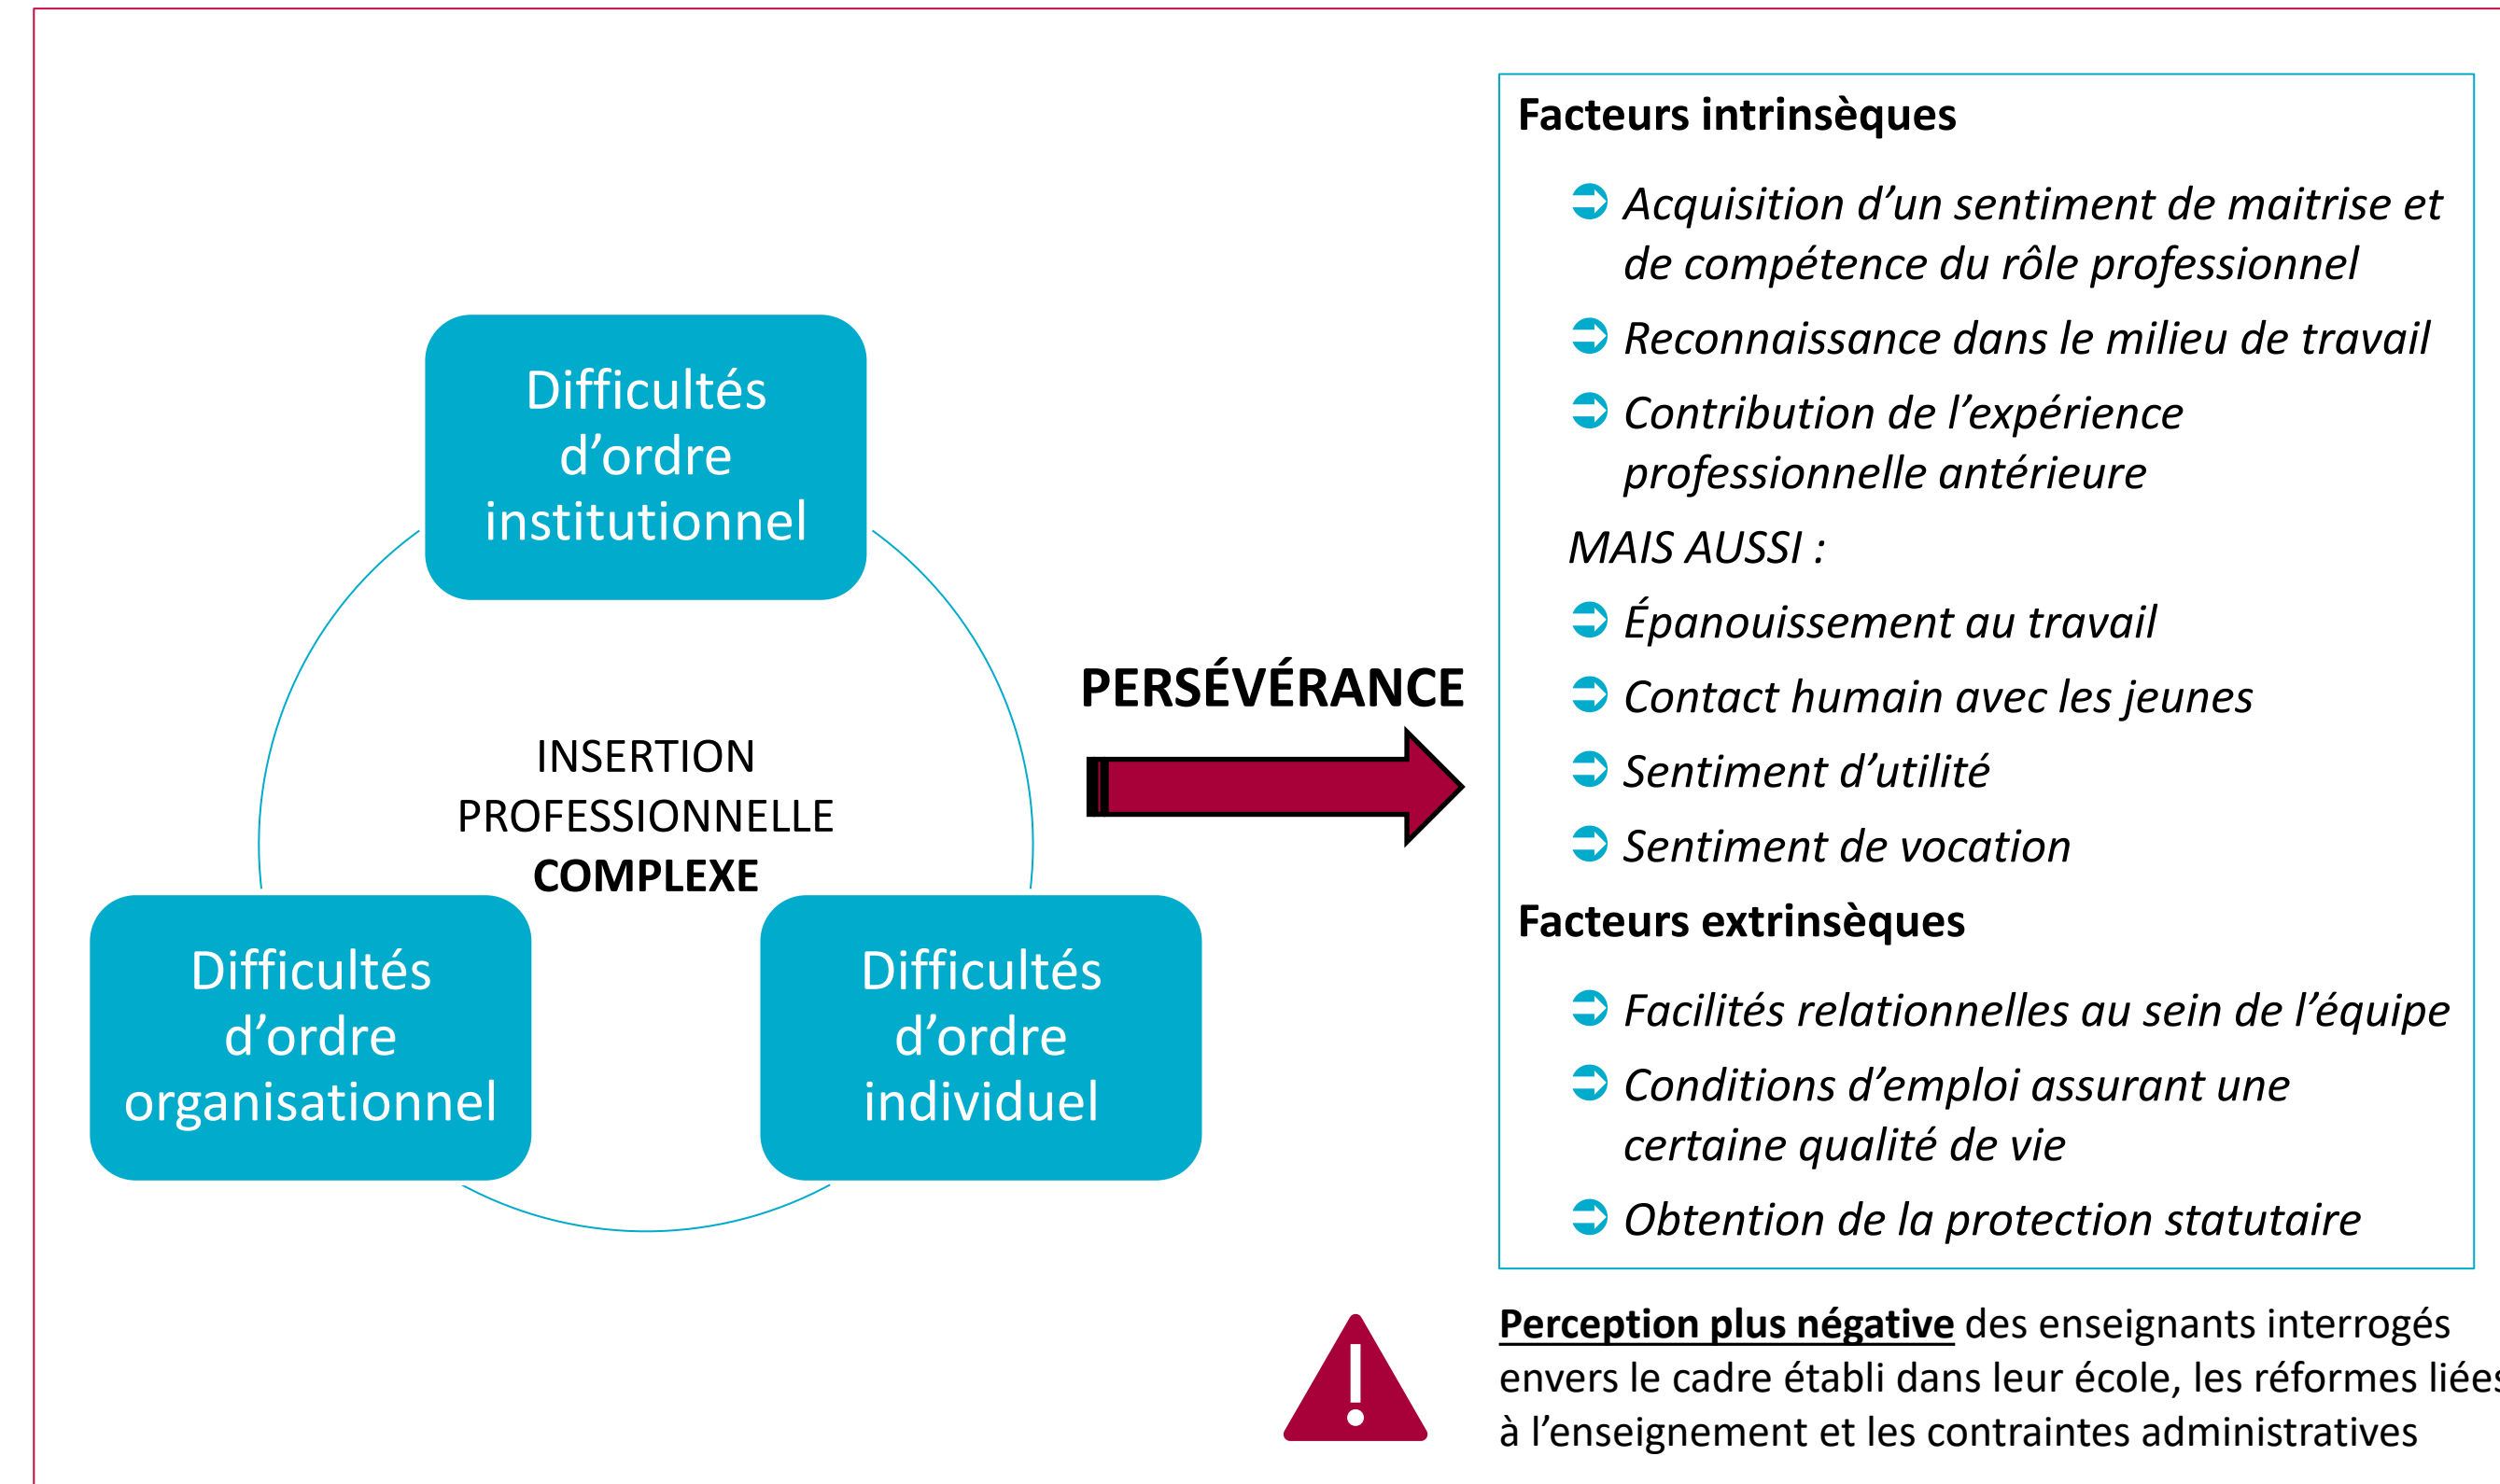 Difficultés
d’ordre
institutionnel
INSERTION
PROFESSIONNELLE
COMPLEXE
Difficultés
d’ordre
organisationnel
Difficultés
d’ordre
individuel
PERSÉVÉRANCE
Facteurs intrinsèques
Acquisition d’un sentiment de maitrise et
de compétence du rôle professionnel
Reconnaissance dans le milieu de travail
Contribution de l’expérience
professionnelle antérieure
MAIS AUSSI :
Épanouissement au travail
Contact humain avec les jeunes
Sentiment d’utilité
Sentiment de vocation
Facteurs extrinsèques
Facilités relationnelles au sein de l’équipe
Conditions d’emploi assurant une
certaine qualité de vie
Obtention de la protection statutaire
Perception plus négative des enseignants interrogés
envers le cadre établi dans leur école, les réformes liées
à l’enseignement et les contraintes administratives